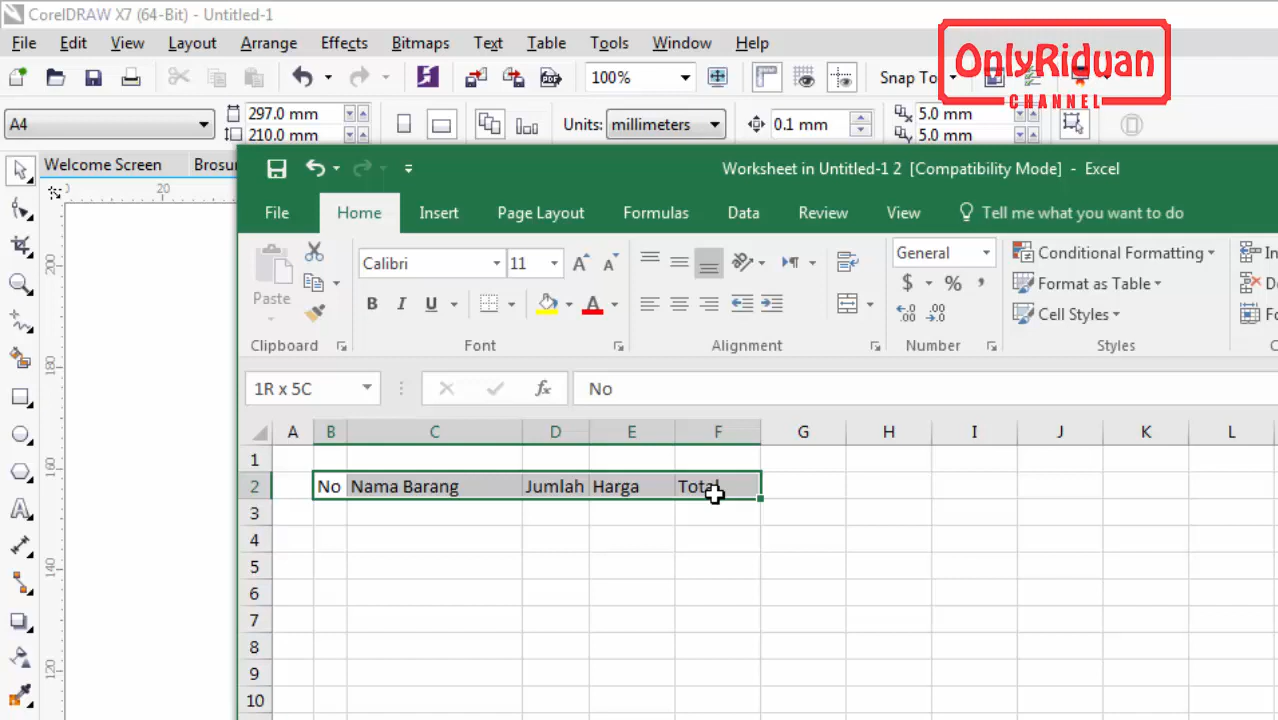 CorelDRAW X7 (64-Bit) - Untitled-1
File Edit View Layout Arrange Effects Bitmaps Text Table Tools Window Help
OnlyRiduan
CHANNEL
100% Snap To
A4 297.0 mm 210.0 mm Units: millimeters 0.1 mm 5.0 mm 5.0 mm
Welcome Screen Brosur
20
200
180
160
140
120
Worksheet in Untitled-1 2 [Compatibility Mode] - Excel
File Home Insert Page Layout Formulas Data Review View Tell me what you want to do
Paste Calibri 11 General Conditional Formatting In
B I U A $ % , Format as Table D
Cell Styles Fo
Clipboard Font Alignment Number Styles C
1R x 5C fx No
A B C D E F G H I J K L
1
2 No Nama Barang Jumlah Harga Total
3
4
5
6
7
8
9
10